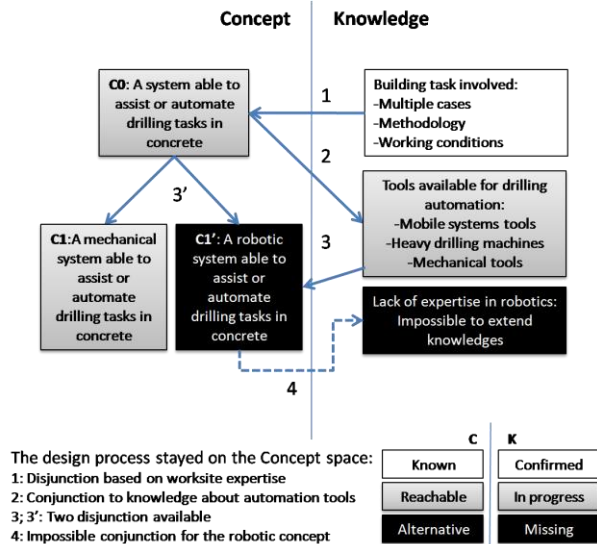 Concept
Knowledge
C0: A system able to
assist or automate
drilling tasks in
concrete
1
Building task involved:
-Multiple cases
-Methodology
-Working conditions
2
3'
Tools available for drilling
automation:
-Mobile systems tools
-Heavy drilling machines
-Mechanical tools
3
C1:A mechanical
system able to
assist or
automate
drilling tasks in
concrete
C1': A robotic
system able to
assist or
automate
drilling tasks in
concrete
Lack of expertise in robotics:
Impossible to extend
knowledges
4
The design process stayed on the Concept space:
1: Disjunction based on worksite expertise
2: Conjunction to knowledge about automation tools
3; 3': Two disjunction available
4: Impossible conjunction for the robotic concept
C
K
Known
Confirmed
Reachable
In progress
Alternative
Missing